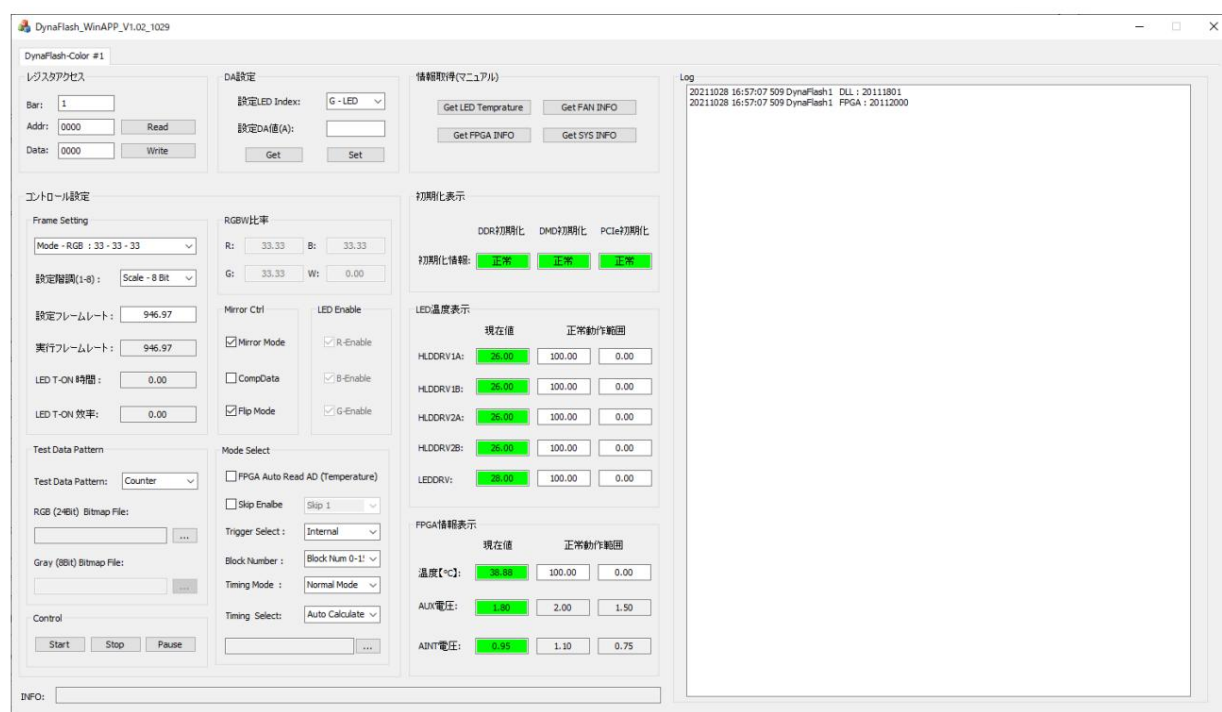 DynaFlash_WinAPP_V1.02_1029
DynaFlash-Color #1
レジスタアクセス
Bar: 1
Addr: 0000 Read
Data: 0000 Write
DA設定
設定LED Index: G - LED
設定DA値(A):
Get Set
情報取得(マニュアル)
Get LED Temprature Get FAN INFO
Get FPGA INFO Get SYS INFO
Log
20211028 16:57:07 509 DynaFlash1 DLL : 20111801
20211028 16:57:07 509 DynaFlash1 FPGA : 20112000
コントロール設定
Frame Setting
Mode - RGB : 33 - 33 - 33
設定階調(1-8) : Scale - 8 Bit
設定フレームレート : 946.97
実行フレームレート : 946.97
LED T-ON 時間 : 0.00
LED T-ON 效率: 0.00
RGBW比率
R: 33.33 B: 33.33
G: 33.33 W: 0.00
Mirror Ctrl
Mirror Mode
CompData
Flip Mode
LED Enable
R-Enable
B-Enable
G-Enable
Test Data Pattern
Test Data Pattern: Counter
RGB (24Bit) Bitmap File:
...
Gray (8Bit) Bitmap File:
...
Control
Start Stop Pause
Mode Select
FPGA Auto Read AD (Temperature)
Skip Enalbe Skip 1
Trigger Select : Internal
Block Number : Block Num 0-1
Timing Mode : Normal Mode
Timing Select: Auto Calculate
...
初期化表示
DDR初期化 DMD初期化 PCIe初期化
初期化情報: 正常 正常 正常
LED温度表示
現在値 正常動作範囲
HLDDRV1A: 26.00 100.00 0.00
HLDDRV1B: 26.00 100.00 0.00
HLDDRV2A: 26.00 100.00 0.00
HLDDRV2B: 26.00 100.00 0.00
LEDDRV: 28.00 100.00 0.00
FPGA情報表示
現在値 正常動作範囲
温度【℃】: 38.88 100.00 0.00
AUX電圧: 1.80 2.00 1.50
AINT電圧: 0.95 1.10 0.75
INFO: